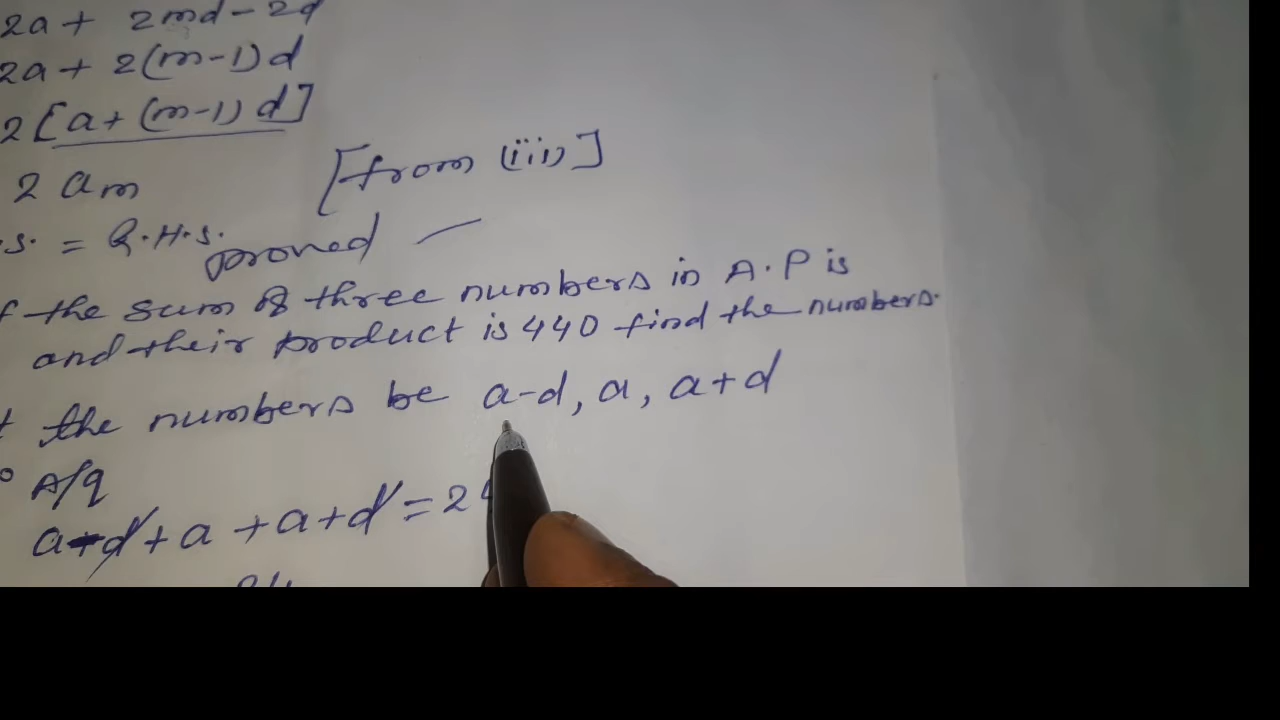 2a + 2md - 2d
2a + 2(m-1)d
2[a+(m-1)d]
2 am [from (iii)]
.s. = R.H.S. proved
the sum of three numbers in A.P is
and their product is 440 find the numbers.
the numbers be a-d, a, a+d
A/q
a-d+a+a+d=2